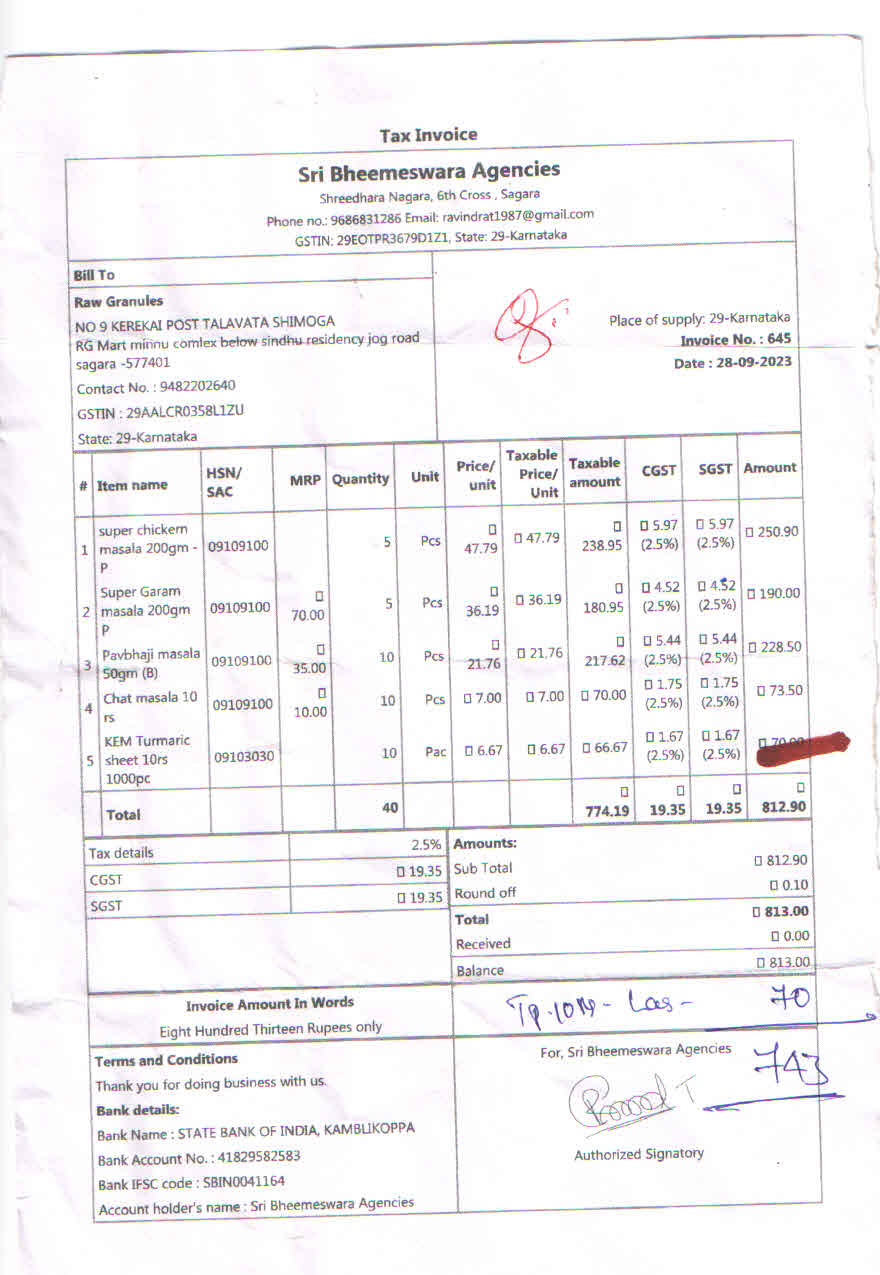 Tax Invoice
Sri Bheemeswara Agencies
Shreedhara Nagara, 6th Cross , Sagara
Phone no.: 9686831286 Email: ravindrat1987@gmail.com
GSTIN: 29EOTPR3679D1Z1, State: 29-Karnataka
Bill To
Raw Granules
NO 9 KEREKAI POST TALAVATA SHIMOGA
RG Mart minnu comlex below sindhu residency jog road
sagara -577401
Contact No. : 9482202640
GSTIN : 29AALCR0358L1ZU
State: 29-Karnataka
Place of supply: 29-Karnataka
Invoice No. : 645
Date : 28-09-2023
# Item name HSN/ SAC MRP Quantity Unit Price/ unit Taxable Price/ Unit Taxable amount CGST SGST Amount
1 super chickem masala 200gm - P 09109100 5 Pcs 47.79 47.79 238.95 5.97 (2.5%) 5.97 (2.5%) 250.90
2 Super Garam masala 200gm P 09109100 70.00 5 Pcs 36.19 36.19 180.95 4.52 (2.5%) 4.52 (2.5%) 190.00
3 Pavbhaji masala 50gm (B) 09109100 35.00 10 Pcs 21.76 21.76 217.62 5.44 (2.5%) 5.44 (2.5%) 228.50
4 Chat masala 10 rs 09109100 10.00 10 Pcs 7.00 7.00 70.00 1.75 (2.5%) 1.75 (2.5%) 73.50
5 KEM Turmaric sheet 10rs 1000pc 09103030 10 Pac 6.67 6.67 66.67 1.67 (2.5%) 1.67 (2.5%) 70.00
Total 40 774.19 19.35 19.35 812.90
Tax details 2.5%
CGST 19.35
SGST 19.35
Amounts:
Sub Total 812.90
Round off 0.10
Total 813.00
Received 0.00
Balance 813.00
Invoice Amount In Words
Eight Hundred Thirteen Rupees only
70
743
Terms and Conditions
Thank you for doing business with us.
Bank details:
Bank Name : STATE BANK OF INDIA, KAMBLIKOPPA
Bank Account No. : 41829582583
Bank IFSC code : SBIN0041164
Account holder's name : Sri Bheemeswara Agencies
For, Sri Bheemeswara Agencies
Authorized Signatory